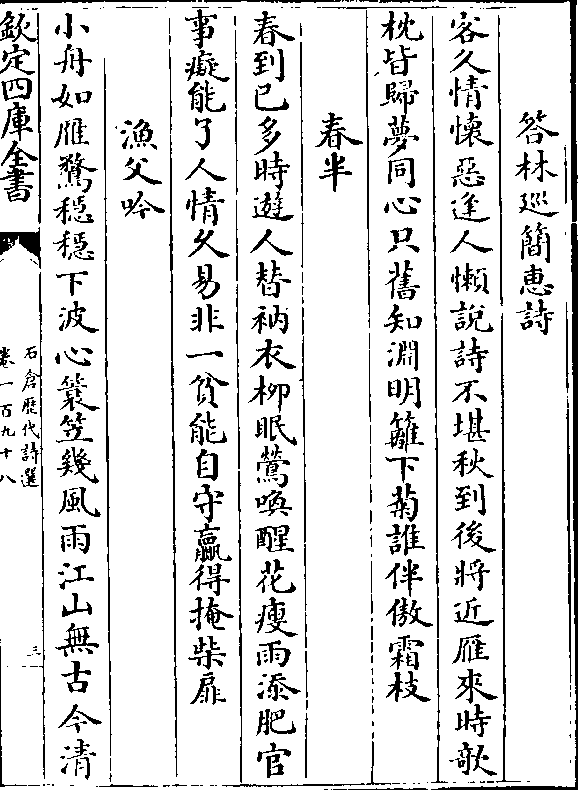 答林巡簡惠詩
客久情懷惡逢人懶說詩不堪秋到後將近雁來時欹
枕皆歸夢同心只舊知淵明籬下菊誰伴傲霜枝
春半
春到已多時遊人替衲衣柳眠鶯喚醒花瘦雨添肥官
事癡能了人情久易非一貧能自守贏得掩柴扉
漁父吟
小舟如雁鶩穏穏下波心簑笠幾風雨江山無古今清
欽定四庫全書
石倉歴代詩選
卷一百九十八
三